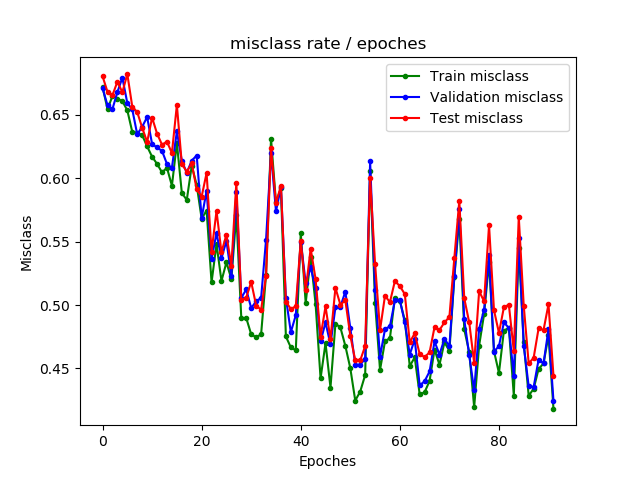 misclass rate / epoches
Train misclass
Validation misclass
Test misclass
Misclass
0.65
0.60
0.55
0.50
0.45
0 20 40 60 80
Epoches